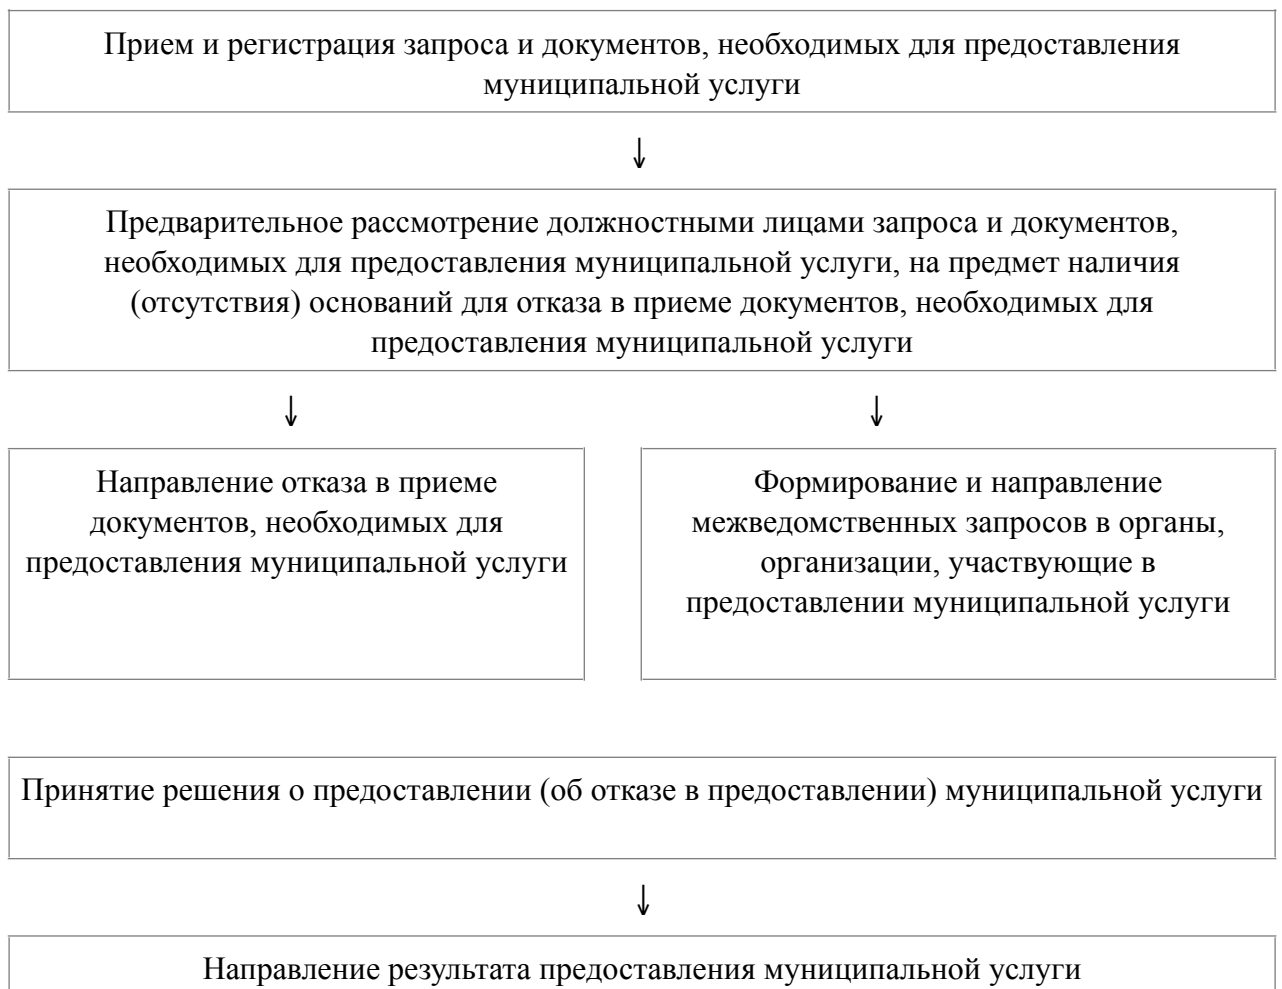 Прием и регистрация запроса и документов, необходимых для предоставления
муниципальной услуги
↓
Предварительное рассмотрение должностными лицами запроса и документов,
необходимых для предоставления муниципальной услуги, на предмет наличия
(отсутствия) оснований для отказа в приеме документов, необходимых для
предоставления муниципальной услуги
↓ ↓
Направление отказа в приеме
документов, необходимых для
предоставления муниципальной услуги
Формирование и направление
межведомственных запросов в органы,
организации, участвующие в
предоставлении муниципальной услуги
Принятие решения о предоставлении (об отказе в предоставлении) муниципальной услуги
↓
Направление результата предоставления муниципальной услуги